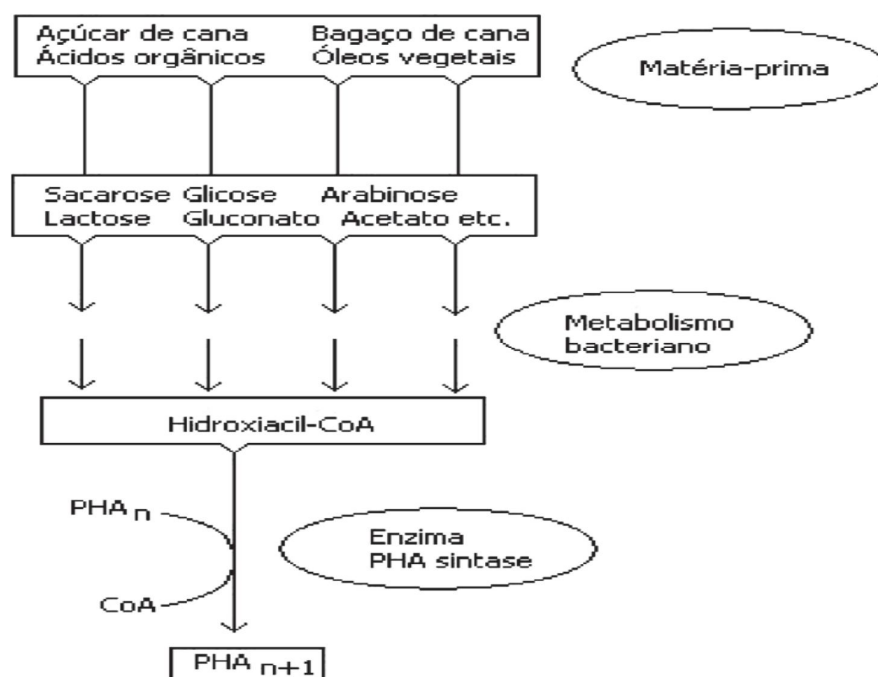 Açúcar de cana Bagaço de cana
Ácidos orgânicos Óleos vegetais
Matéria-prima
Sacarose Glicose Arabinose
Lactose Gluconato Acetato etc.
Metabolismo
bacteriano
Hidroxiacil-CoA
PHA n
Enzima
PHA sintase
CoA
PHA n+1